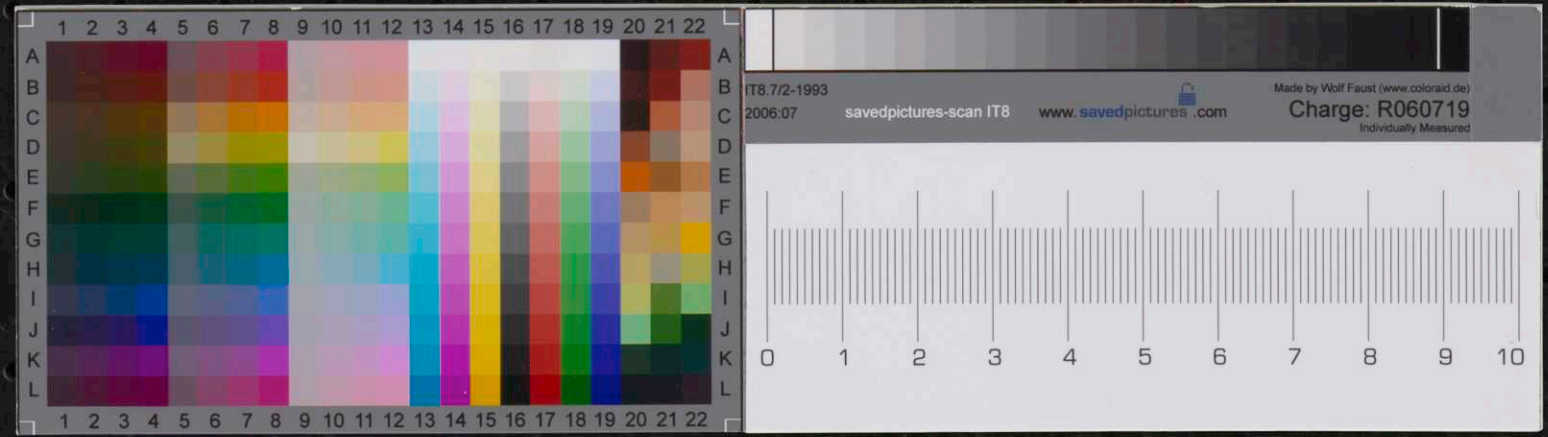 1 2 3 4 5 6 7 8 9 10 11 12 13 14 15 16 17 18 19 20 21 22
A A
B B
C C
D D
E E
F F
G G
H H
I I
J J
K K
L L
1 2 3 4 5 6 7 8 9 10 11 12 13 14 15 16 17 18 19 20 21 22
IT8.7/2-1993
2006:07
savedpictures-scan IT8
www.savedpictures.com
Made by Wolf Faust (www.coloraid.de)
Charge: R060719
Individually Measured
0 1 2 3 4 5 6 7 8 9 10